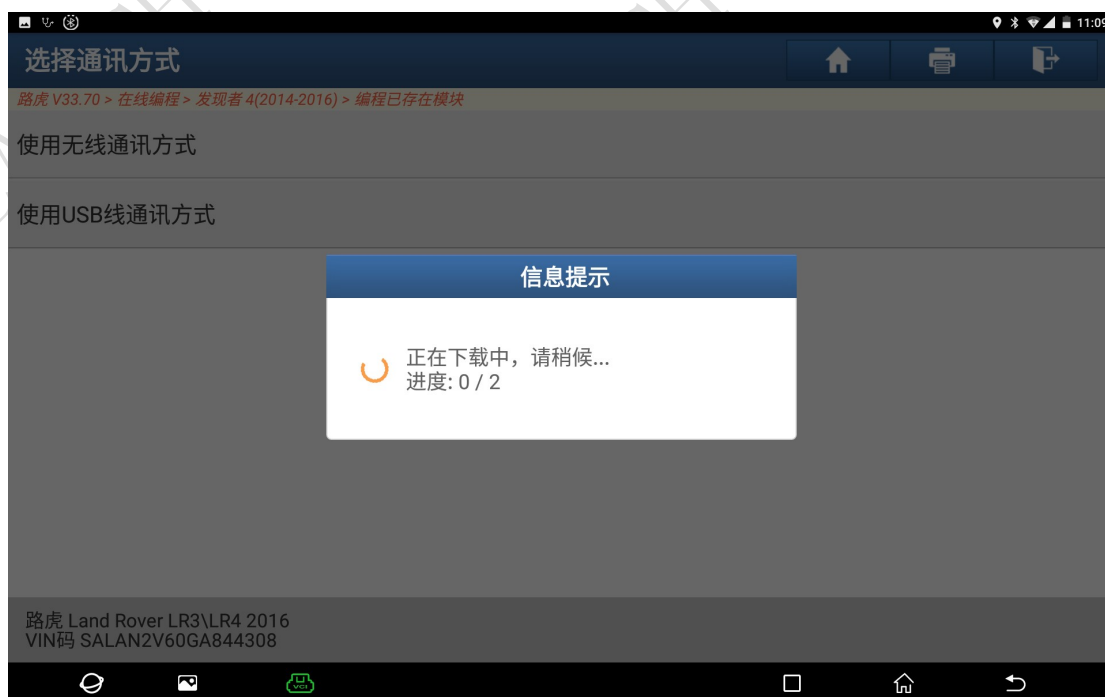 11:09
选择通讯方式
路虎 V33.70 > 在线编程 > 发现者 4(2014-2016) > 编程已存在模块
使用无线通讯方式
使用USB线通讯方式
信息提示
正在下载中，请稍候...
进度: 0 / 2
路虎 Land Rover LR3\LR4 2016
VIN码 SALAN2V60GA844308
VCI